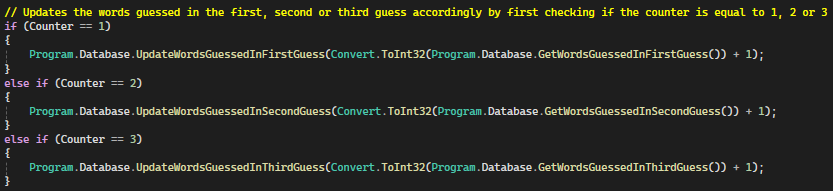 // Updates the words guessed in the first, second or third guess accordingly by first checking if the counter is equal to 1, 2 or 3
if (Counter == 1)
{
    Program.Database.UpdateWordsGuessedInFirstGuess(Convert.ToInt32(Program.Database.GetWordsGuessedInFirstGuess()) + 1);
}
else if (Counter == 2)
{
    Program.Database.UpdateWordsGuessedInSecondGuess(Convert.ToInt32(Program.Database.GetWordsGuessedInSecondGuess()) + 1);
}
else if (Counter == 3)
{
    Program.Database.UpdateWordsGuessedInThirdGuess(Convert.ToInt32(Program.Database.GetWordsGuessedInThirdGuess()) + 1);
}